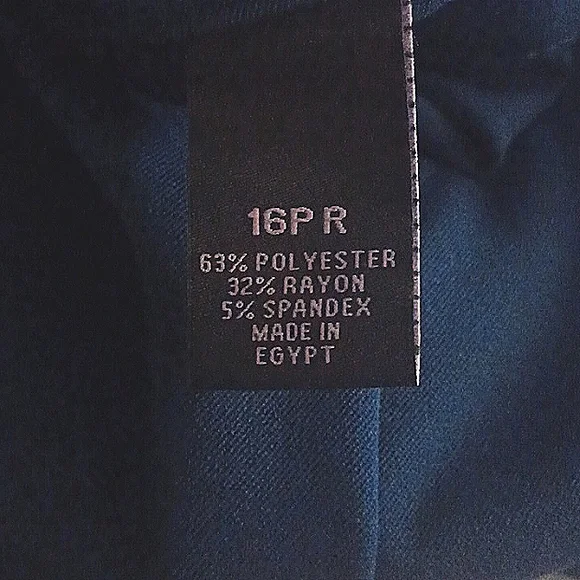 16P R
63% POLYESTER
32% RAYON
5% SPANDEX
MADE IN
EGYPT